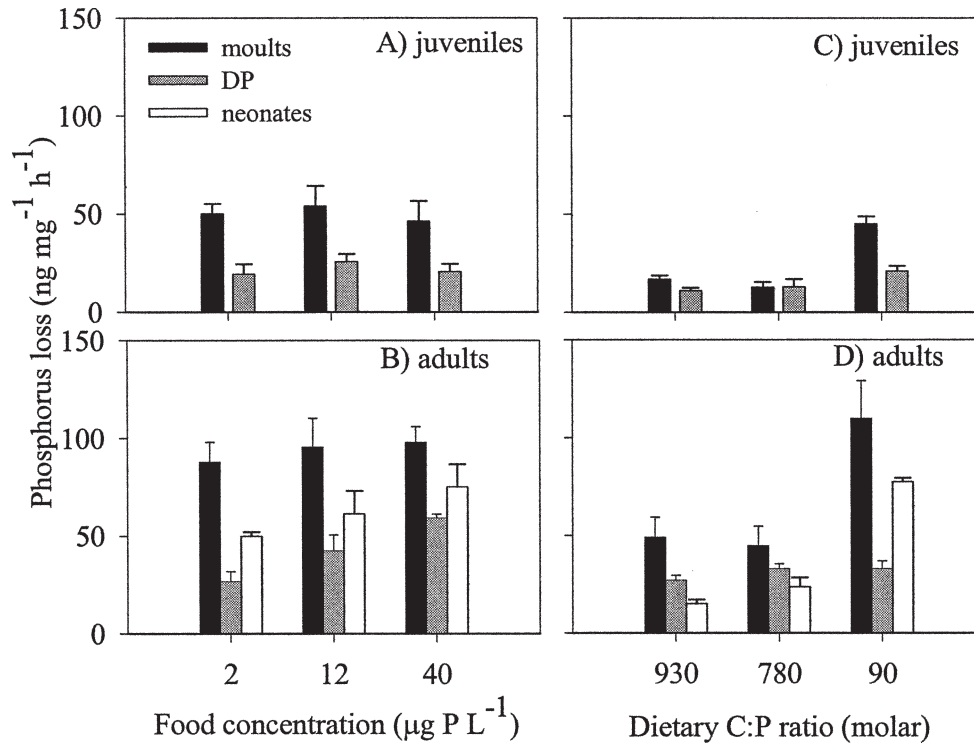 Phosphorus loss (ng mg⁻¹ h⁻¹)
150
100
50
0
A) juveniles
moults
DP
neonates
C) juveniles
150
100
50
0
B) adults
D) adults
2 12 40
930 780 90
Food concentration (µg P L⁻¹)
Dietary C:P ratio (molar)